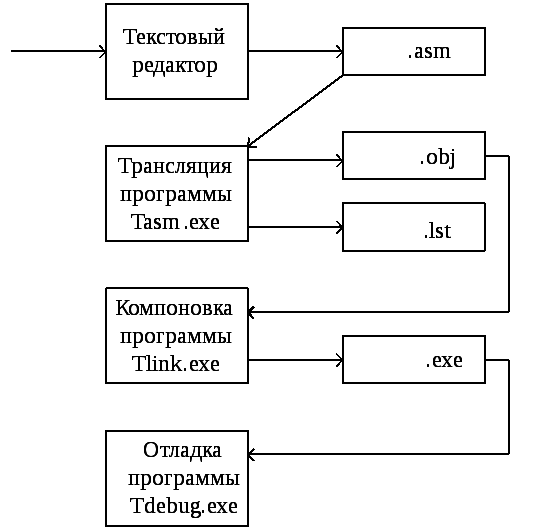 Текстовый
редактор
.asm
Трансляция
программы
Tasm .exe
.obj
.lst
Компоновка
программы
Tlink.exe
.exe
Отладка
программы
Tdebug.exe